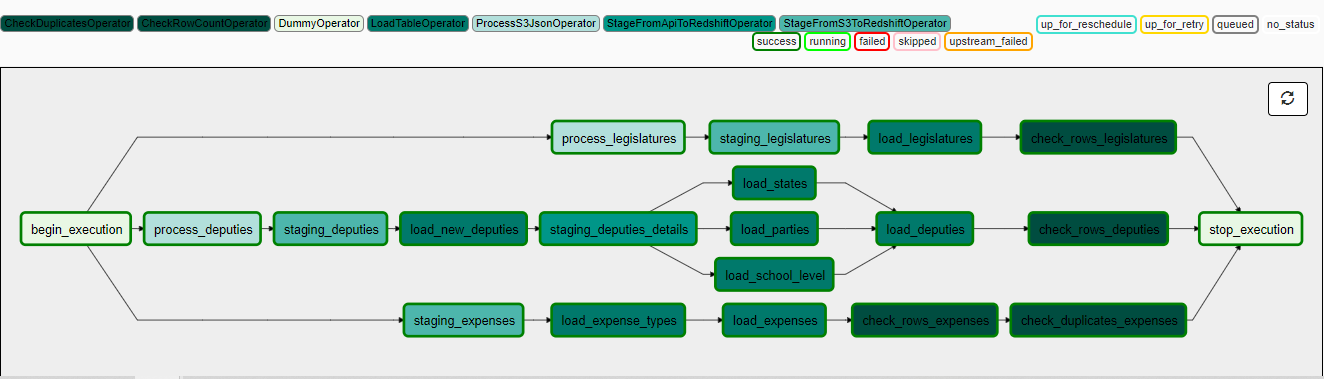 CheckDuplicatesOperator CheckRowCountOperator DummyOperator LoadTableOperator ProcessS3JsonOperator StageFromApiToRedshiftOperator StageFromS3ToRedshiftOperator up_for_reschedule up_for_retry queued no_status
success running failed skipped upstream_failed
process_legislatures staging_legislatures load_legislatures check_rows_legislatures
load_states
begin_execution process_deputies staging_deputies load_new_deputies staging_deputies_details load_parties load_deputies check_rows_deputies stop_execution
load_school_level
staging_expenses load_expense_types load_expenses check_rows_expenses check_duplicates_expenses